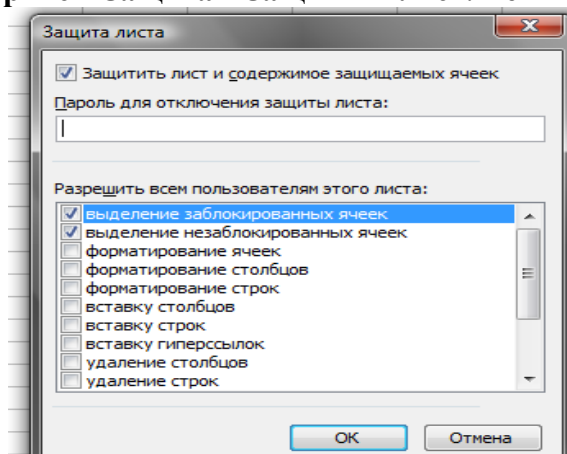 Защита листа
Защитить лист и содержимое защищаемых ячеек
Пароль для отключения защиты листа:
Разрешить всем пользователям этого листа:
выделение заблокированных ячеек
выделение незаблокированных ячеек
форматирование ячеек
форматирование столбцов
форматирование строк
вставку столбцов
вставку строк
вставку гиперссылок
удаление столбцов
удаление строк
ОК
Отмена